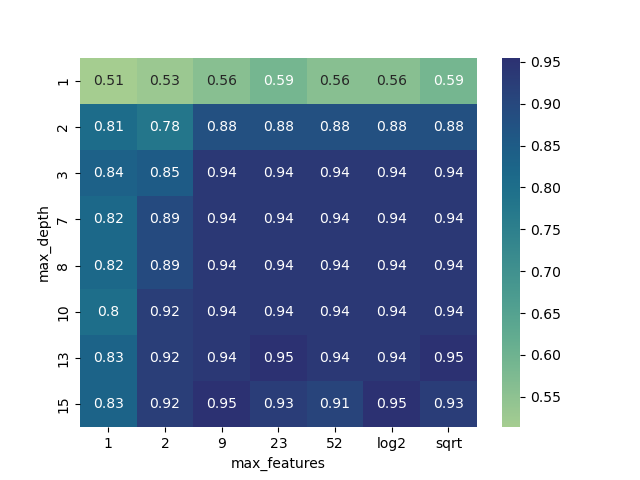 1 0.51 0.53 0.56 0.59 0.56 0.56 0.59
2 0.81 0.78 0.88 0.88 0.88 0.88 0.88
3 0.84 0.85 0.94 0.94 0.94 0.94 0.94
7 0.82 0.89 0.94 0.94 0.94 0.94 0.94
8 0.82 0.89 0.94 0.94 0.94 0.94 0.94
10 0.8 0.92 0.94 0.94 0.94 0.94 0.94
13 0.83 0.92 0.94 0.95 0.94 0.94 0.95
15 0.83 0.92 0.95 0.93 0.91 0.95 0.93
max_depth
1 2 9 23 52 log2 sqrt
max_features
0.95
0.90
0.85
0.80
0.75
0.70
0.65
0.60
0.55